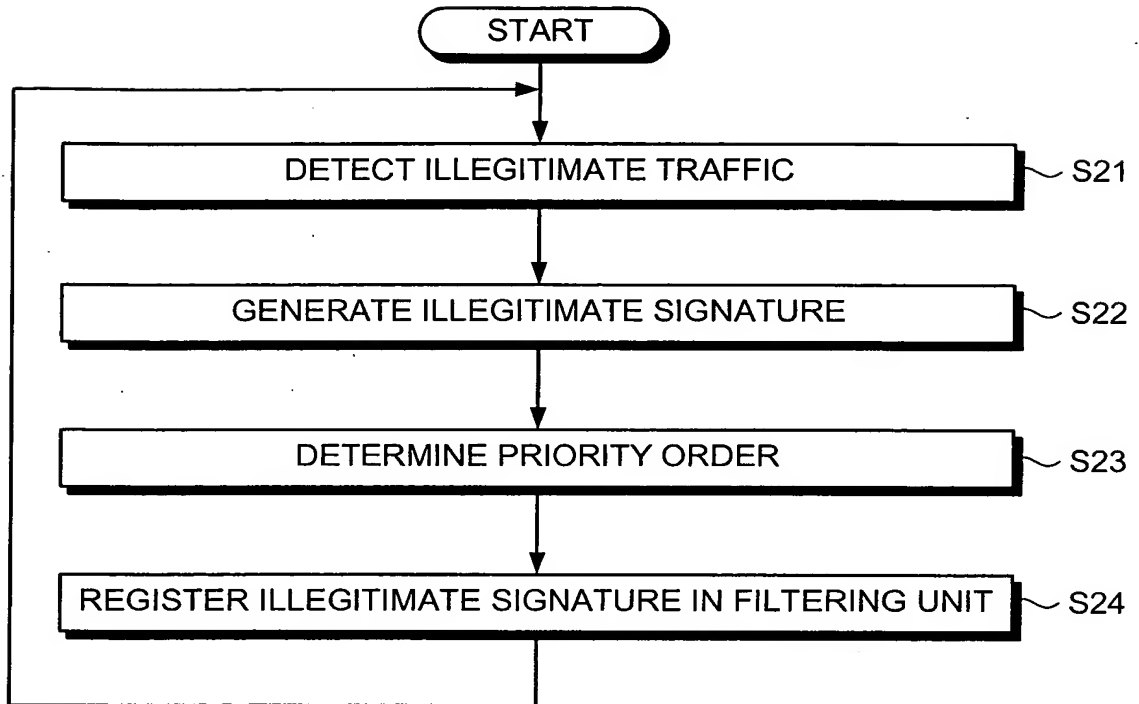 START
DETECT ILLEGITIMATE TRAFFIC
S21
GENERATE ILLEGITIMATE SIGNATURE
S22
DETERMINE PRIORITY ORDER
S23
REGISTER ILLEGITIMATE SIGNATURE IN FILTERING UNIT
S24